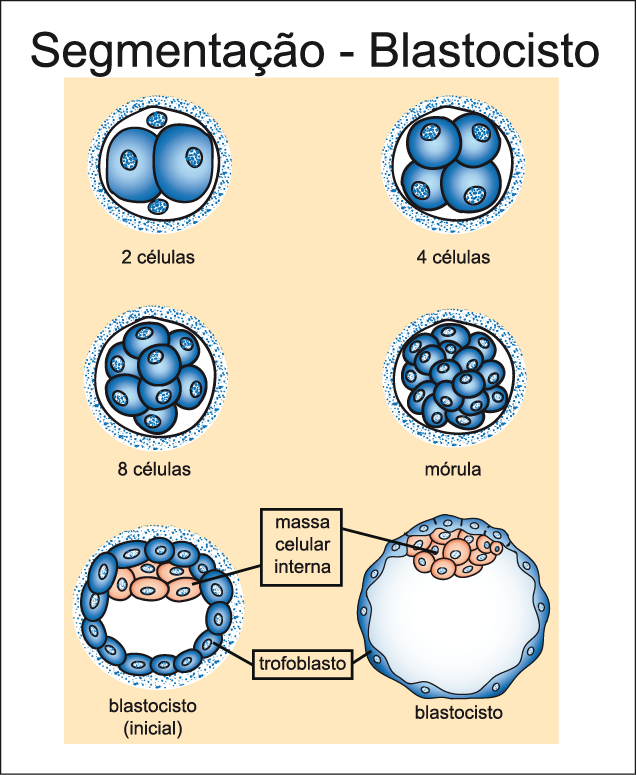 Segmentação - Blastocisto
2 células
4 células
8 células
mórula
massa
celular
interna
trofoblasto
blastocisto
(inicial)
blastocisto